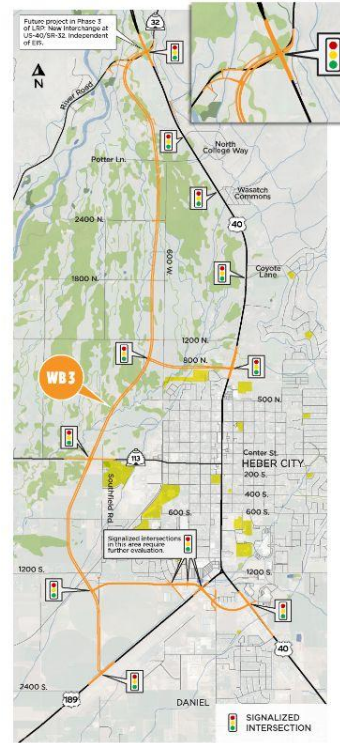 Future project in Phase 3
of LRP: New Interchange at
US-40/SR-32. Independent
of EIS.
32
N
River Road
North
College Way
Potter Ln.
Wasatch
Commons
2400 N.
40
600 W.
Coyote
Lane
1800 N.
1200 N.
800 N.
WB3
500 N.
Center St.
HEBER CITY
113
200 S.
400 S.
Southfield Rd.
600 S.
600 S.
Signalized intersections
in this area require
further evaluation.
1200 S.
1200 S.
40
2400 S.
189
DANIEL
SIGNALIZED
INTERSECTION